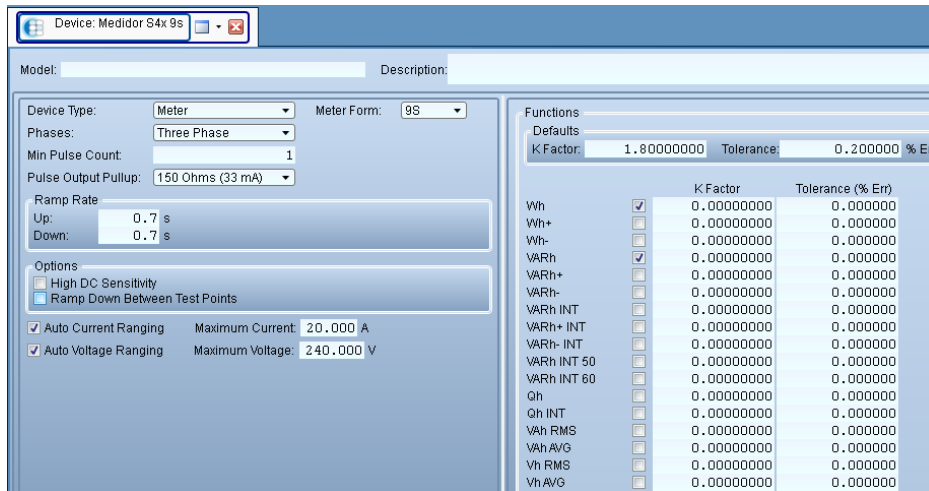 Device: Medidor S4x 9s
Model:
Description:
Device Type: Meter
Meter Form: 9S
Phases: Three Phase
Min Pulse Count: 1
Pulse Output Pullup: 150 Ohms (33 mA)
Ramp Rate
Up: 0.7 s
Down: 0.7 s
Options
High DC Sensitivity
Ramp Down Between Test Points
Auto Current Ranging Maximum Current: 20.000 A
Auto Voltage Ranging Maximum Voltage: 240.000 V
Functions
Defaults
K Factor: 1.80000000 Tolerance: 0.200000 % E
K Factor Tolerance (% Err)
Wh 0.00000000 0.000000
Wh+ 0.00000000 0.000000
Wh- 0.00000000 0.000000
VARh 0.00000000 0.000000
VARh+ 0.00000000 0.000000
VARh- 0.00000000 0.000000
VARh INT 0.00000000 0.000000
VARh+ INT 0.00000000 0.000000
VARh- INT 0.00000000 0.000000
VARh INT 50 0.00000000 0.000000
VARh INT 60 0.00000000 0.000000
Qh 0.00000000 0.000000
Qh INT 0.00000000 0.000000
VAh RMS 0.00000000 0.000000
VAh AVG 0.00000000 0.000000
Vh RMS 0.00000000 0.000000
Vh AVG 0.00000000 0.000000